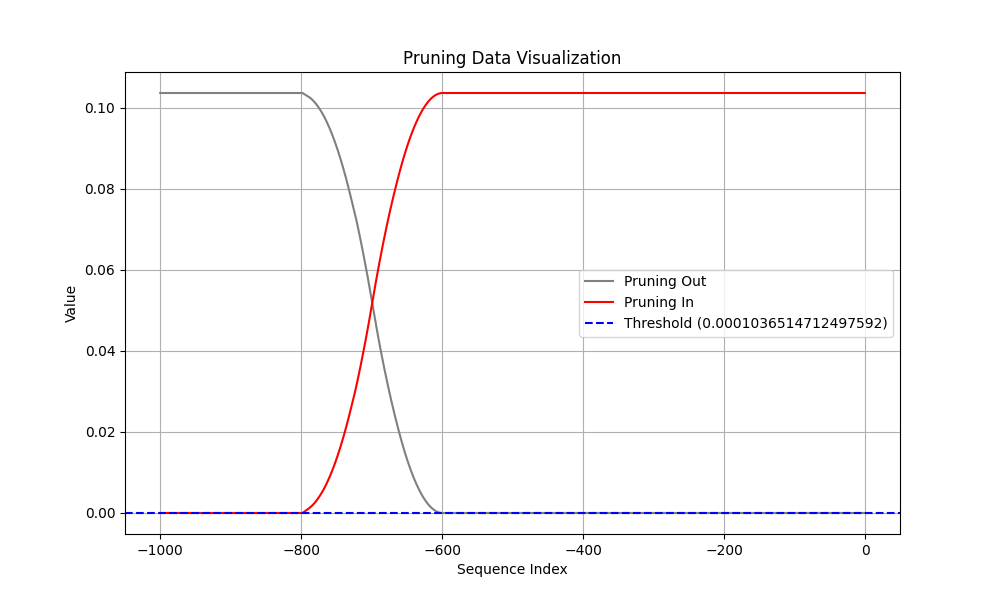 Pruning Data Visualization
0.10
0.08
0.06
0.04
0.02
0.00
Value
Pruning Out
Pruning In
Threshold (0.0001036514712497592)
−1000 −800 −600 −400 −200 0
Sequence Index